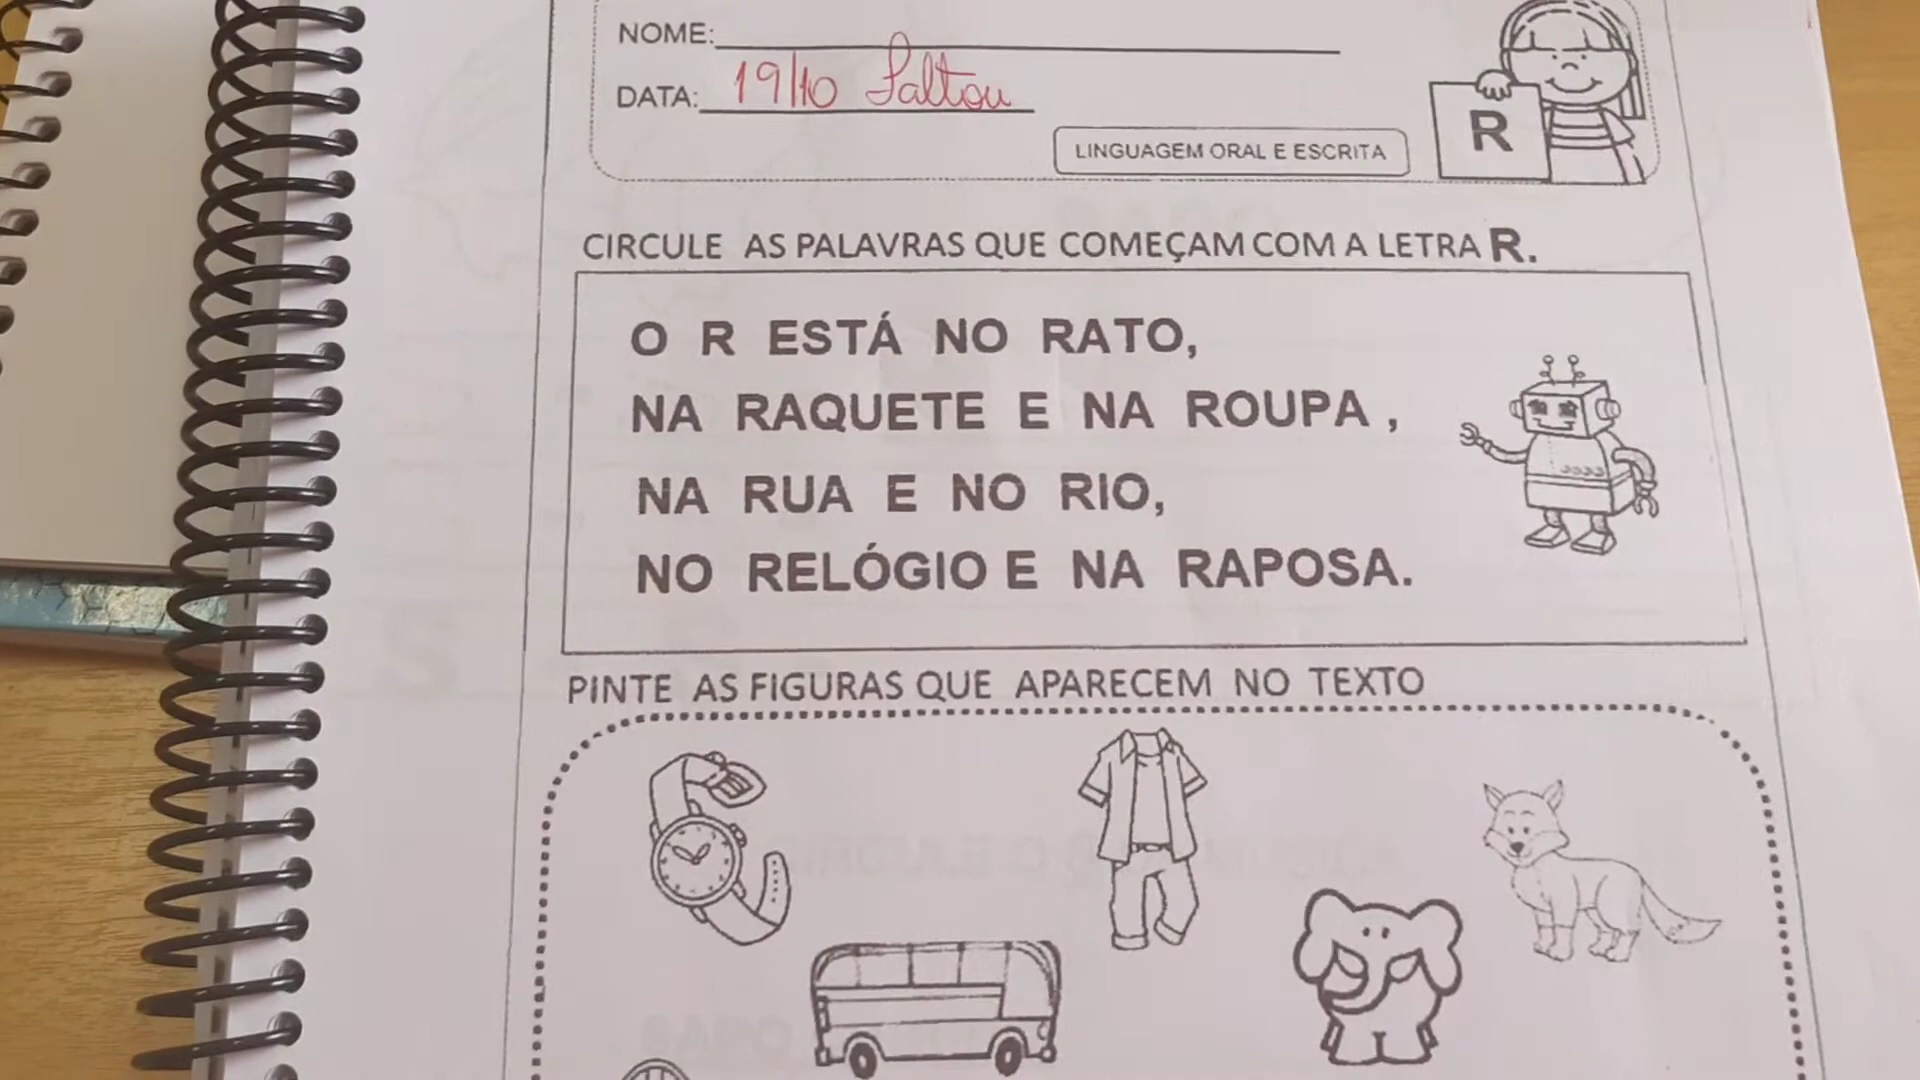 NOME:
DATA: 19/10 Faltou
LINGUAGEM ORAL E ESCRITA
R
CIRCULE AS PALAVRAS QUE COMEÇAM COM A LETRA R.
O R ESTÁ NO RATO,
NA RAQUETE E NA ROUPA ,
NA RUA E NO RIO,
NO RELÓGIO E NA RAPOSA.
PINTE AS FIGURAS QUE APARECEM NO TEXTO